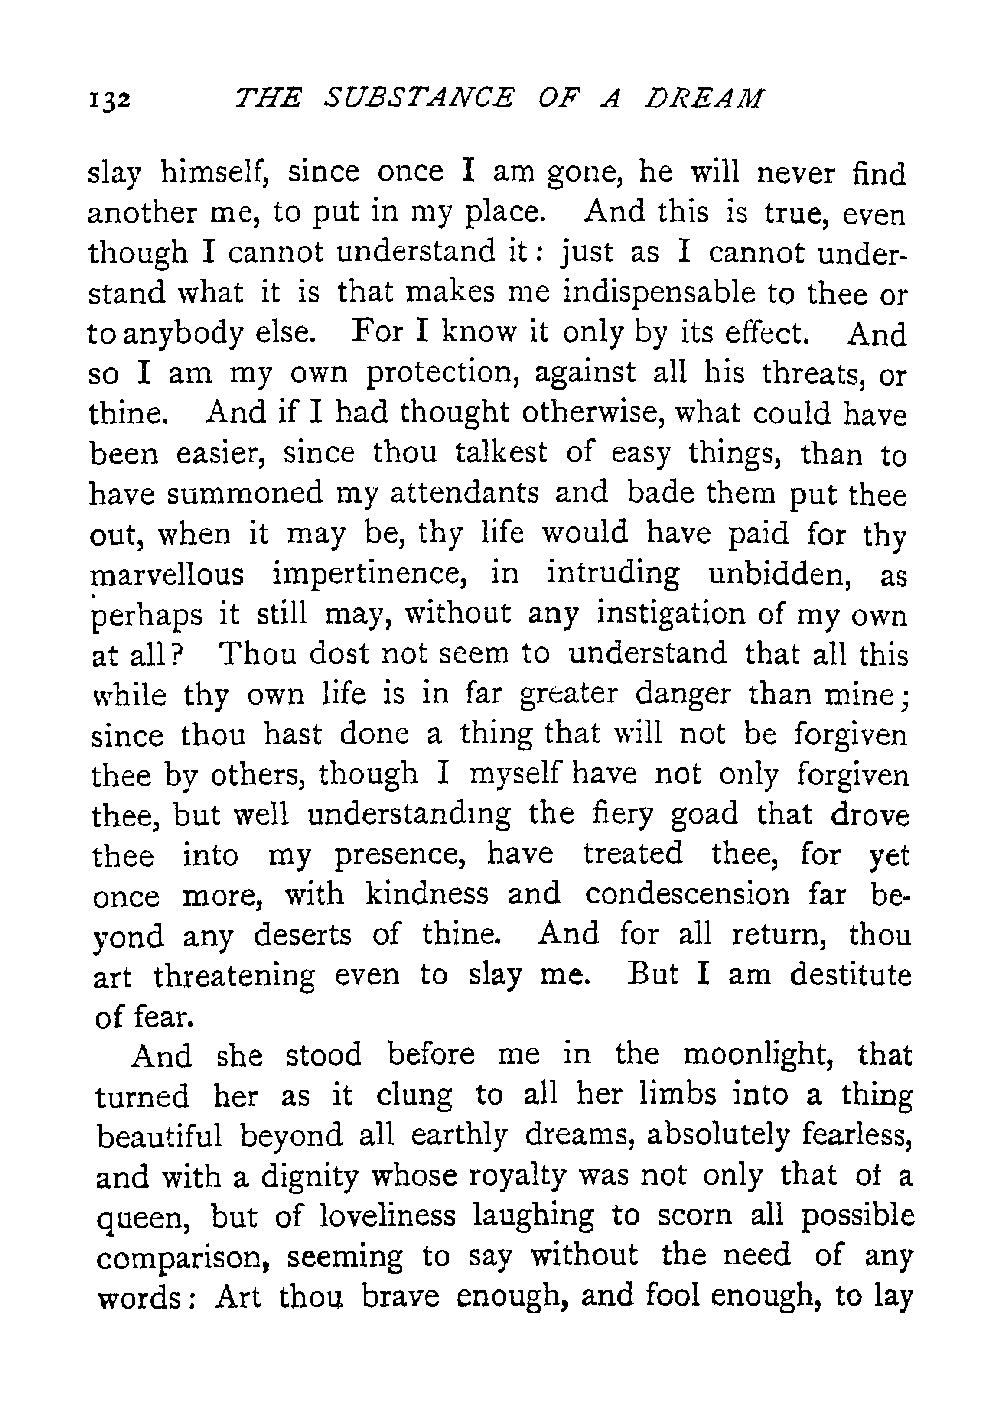 132 THE SUBSTANCE OF A DREAM
slay himself, since once I am gone, he will never find
another me, to put in my place. And this is true, even
though I cannot understand it: just as I cannot under-
stand what it is that makes me indispensable to thee or
to anybody else. For I know it only by its effect. And
so I am my own protection, against all his threats, or
thine. And if I had thought otherwise, what could have
been easier, since thou talkest of easy things, than to
have summoned my attendants and bade them put thee
out, when it may be, thy life would have paid for thy
marvellous impertinence, in intruding unbidden, as
perhaps it still may, without any instigation of my own
at all? Thou dost not seem to understand that all this
while thy own life is in far greater danger than mine;
since thou hast done a thing that will not be forgiven
thee by others, though I myself have not only forgiven
thee, but well understanding the fiery goad that drove
thee into my presence, have treated thee, for yet
once more, with kindness and condescension far be-
yond any deserts of thine. And for all return, thou
art threatening even to slay me. But I am destitute
of fear.
And she stood before me in the moonlight, that
turned her as it clung to all her limbs into a thing
beautiful beyond all earthly dreams, absolutely fearless,
and with a dignity whose royalty was not only that of a
queen, but of loveliness laughing to scorn all possible
comparison, seeming to say without the need of any
words: Art thou brave enough, and fool enough, to lay